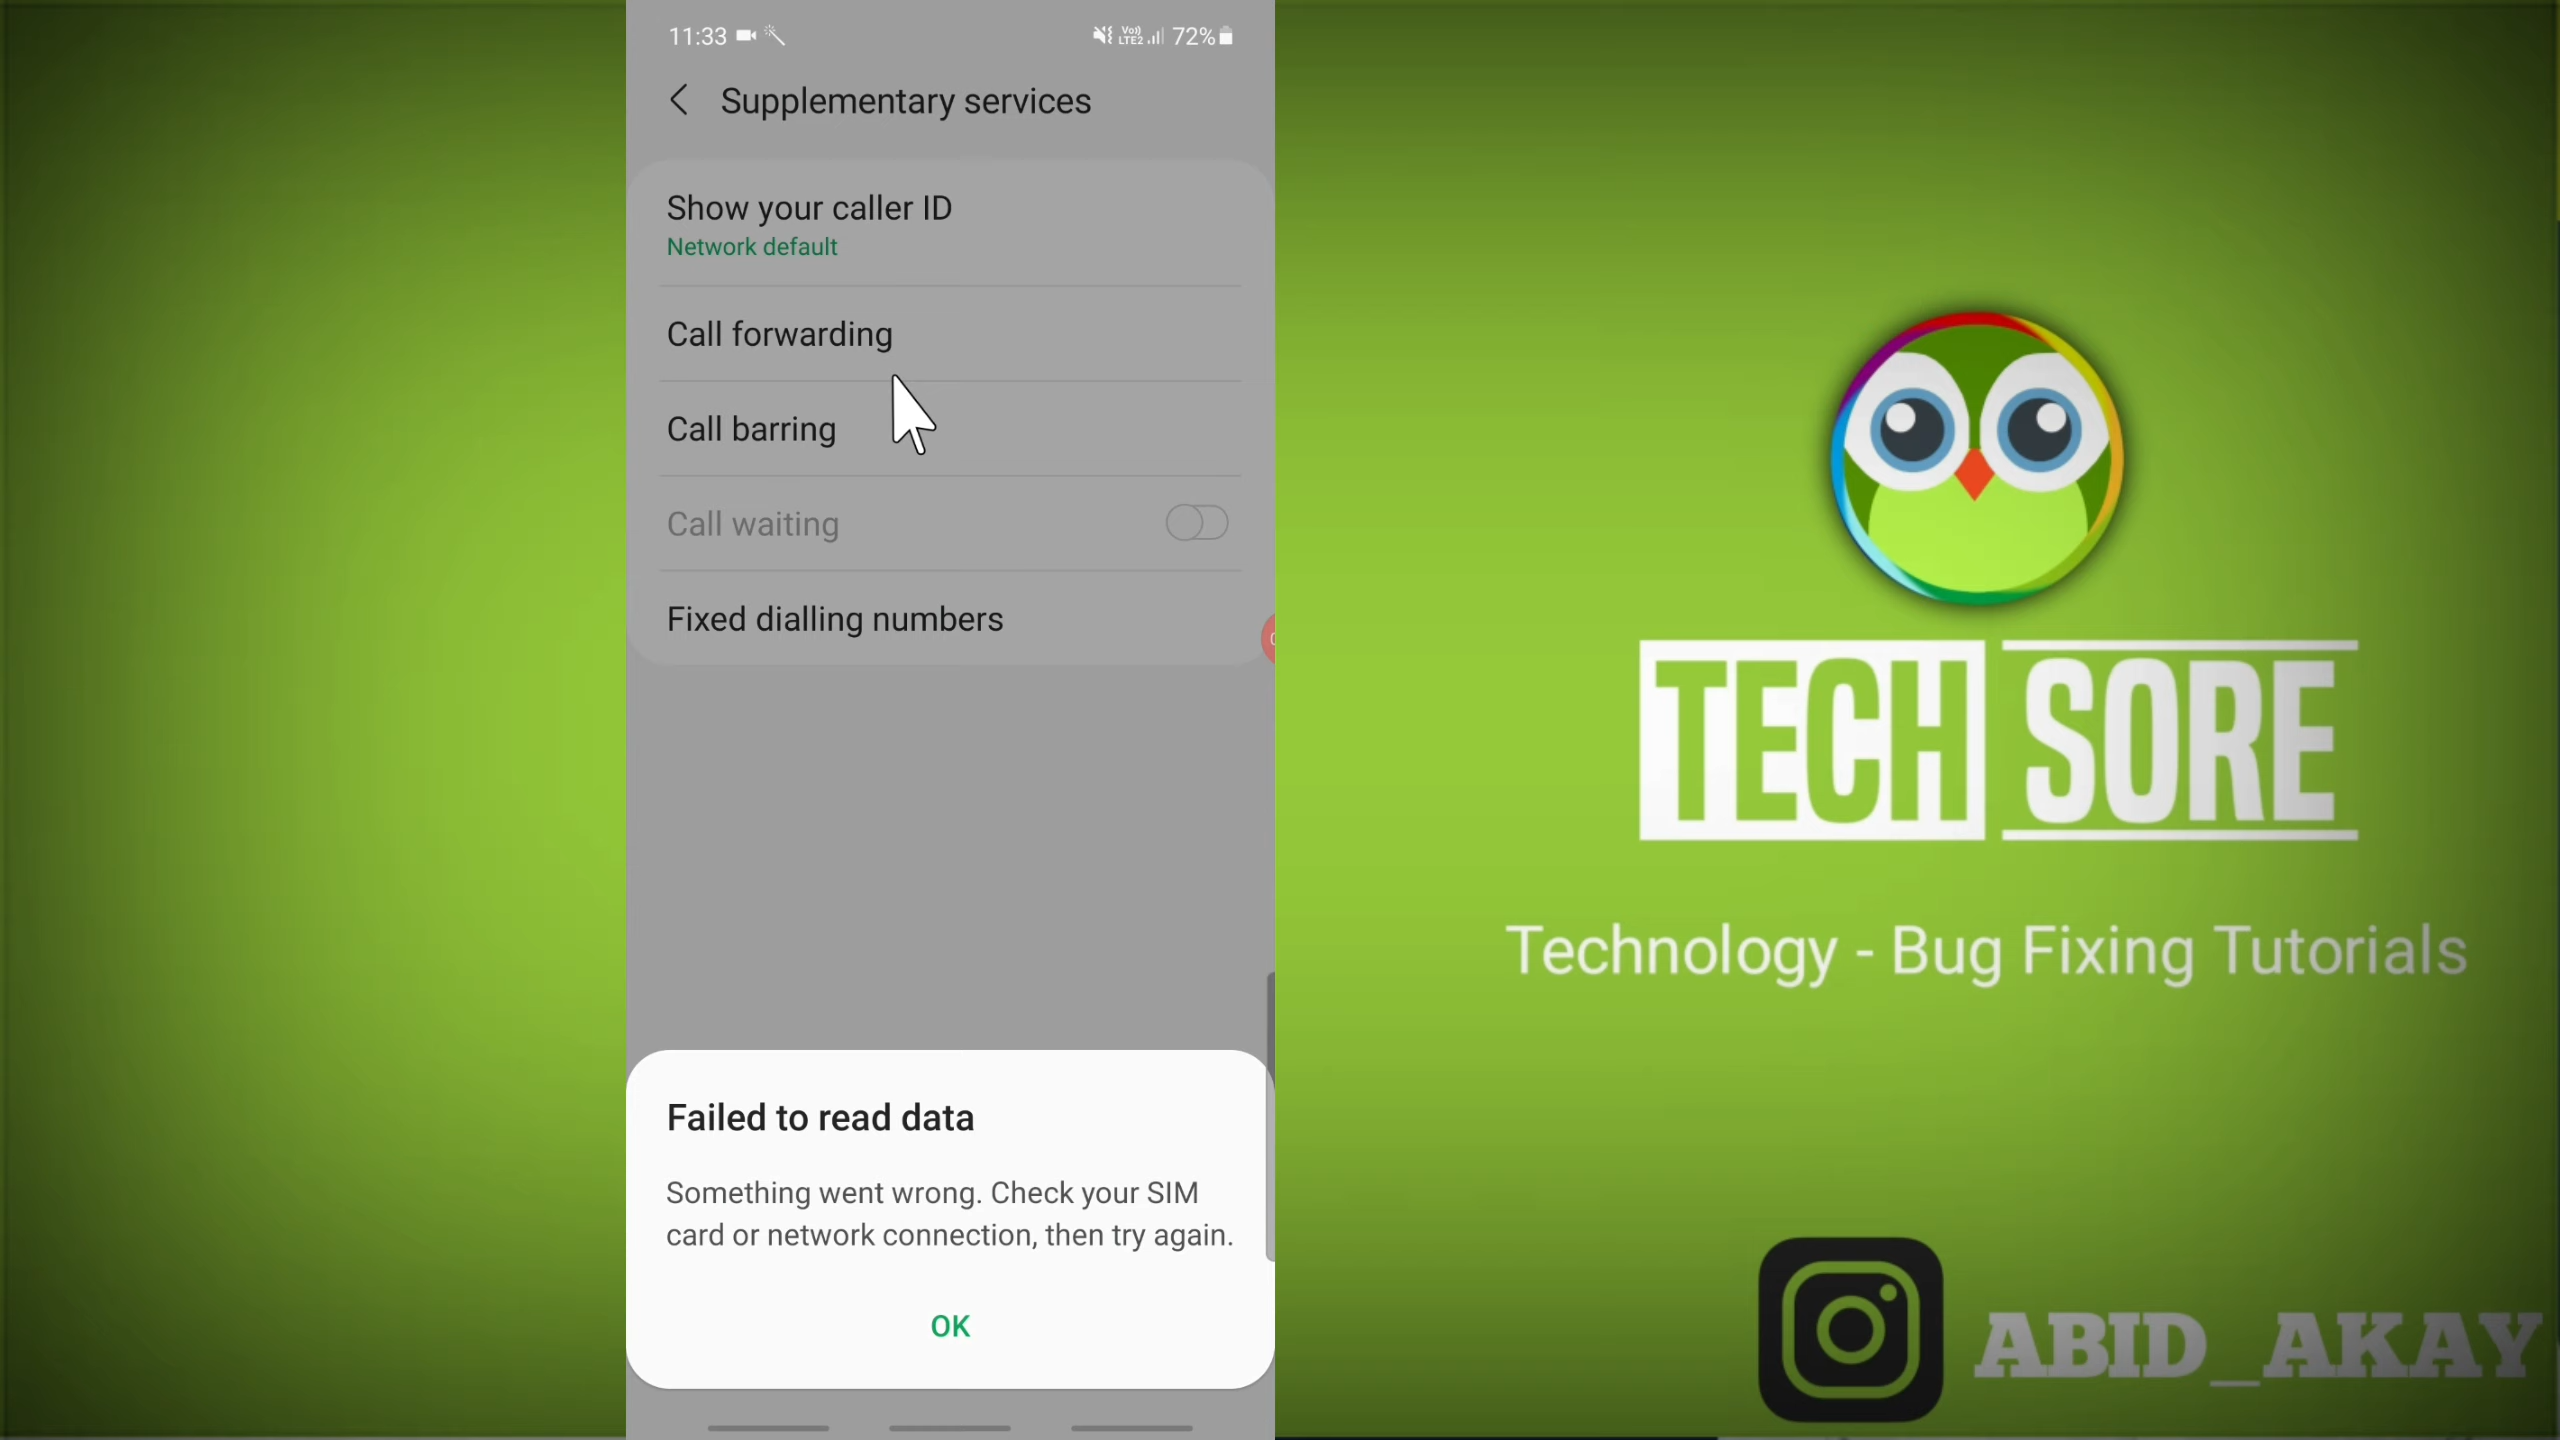 11:33
Vo))
LTE2
72%
Supplementary services
Show your caller ID
Network default
Call forwarding
Call barring
Call waiting
Fixed dialling numbers
Failed to read data
Something went wrong. Check your SIM
card or network connection, then try again.
OK
TECH SORE
Technology - Bug Fixing Tutorials
ABID_AKAY